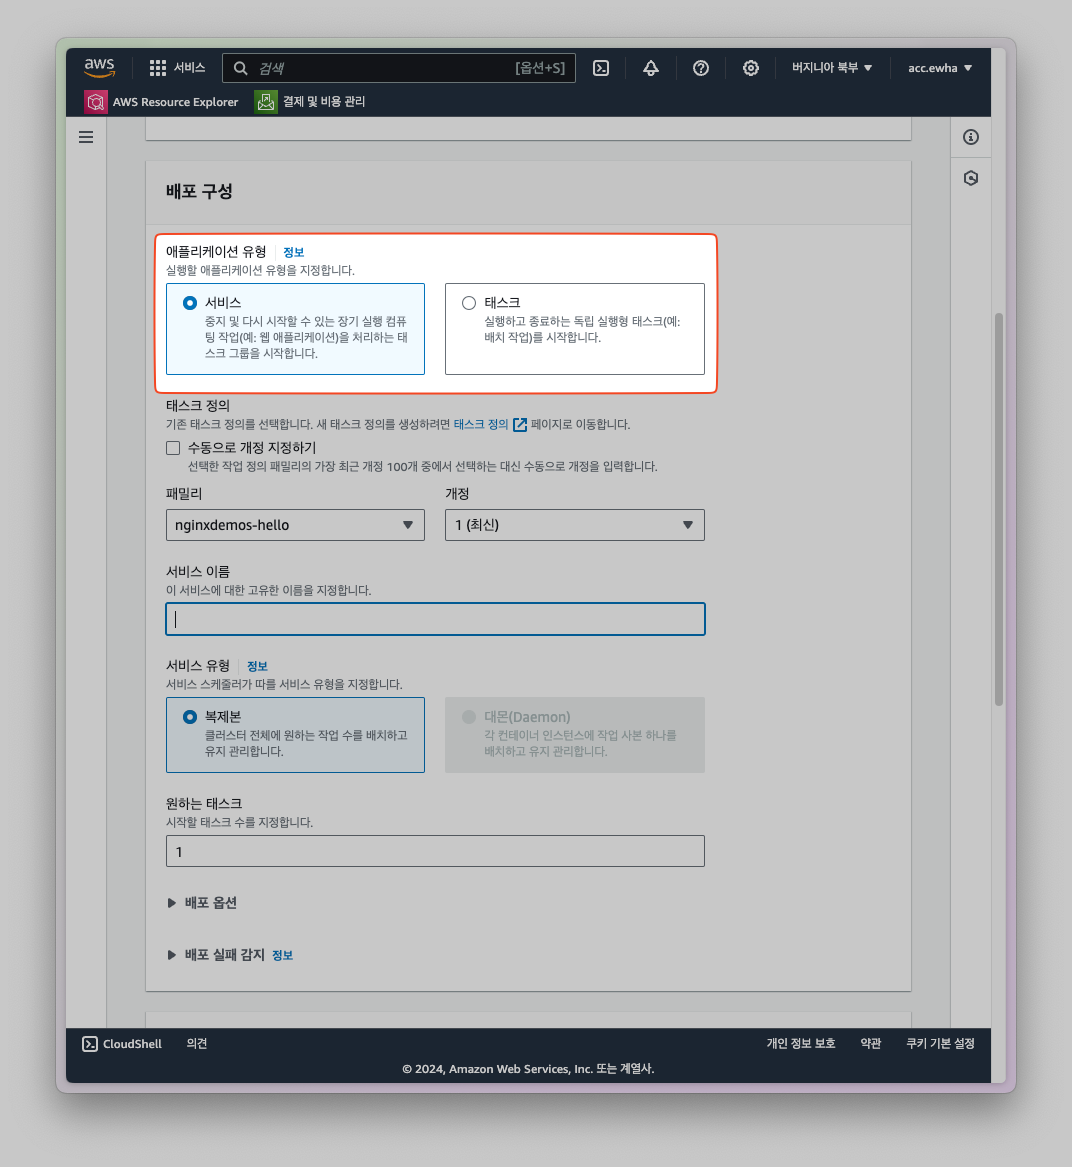 aws
서비스
검색
[옵션+S]
버지니아 북부
acc.ewha
AWS Resource Explorer
결제 및 비용 관리
배포 구성
애플리케이션 유형
정보
실행할 애플리케이션 유형을 지정합니다.
서비스
중지 및 다시 시작할 수 있는 장기 실행 컴퓨
팅 작업(예: 웹 애플리케이션)을 처리하는 태
스크 그룹을 시작합니다.
태스크
실행하고 종료하는 독립 실행형 태스크(예:
배치 작업)를 시작합니다.
태스크 정의
기존 태스크 정의를 선택합니다. 새 태스크 정의를 생성하려면 태스크 정의 페이지로 이동합니다.
수동으로 개정 지정하기
선택한 작업 정의 패밀리의 가장 최근 개정 100개 중에서 선택하는 대신 수동으로 개정을 입력합니다.
패밀리
개정
nginxdemos-hello
1 (최신)
서비스 이름
이 서비스에 대한 고유한 이름을 지정합니다.
서비스 유형
정보
서비스 스케줄러가 따를 서비스 유형을 지정합니다.
복제본
클러스터 전체에 원하는 작업 수를 배치하고
유지 관리합니다.
대몬(Daemon)
각 컨테이너 인스턴스에 작업 사본 하나를
배치하고 유지 관리합니다.
원하는 태스크
시작할 태스크 수를 지정합니다.
1
배포 옵션
배포 실패 감지
정보
CloudShell
의견
개인 정보 보호
약관
쿠키 기본 설정
© 2024, Amazon Web Services, Inc. 또는 계열사.